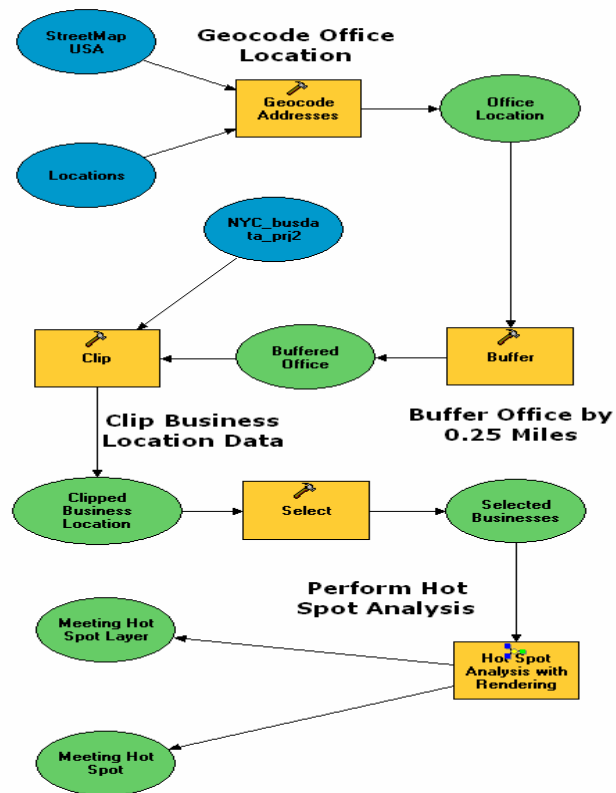 StreetMap
USA
Geocode Office
Location
Geocode
Addresses
Office
Location
Locations
NYC_busda
ta_prj2
Clip
Buffered
Office
Buffer
Clip Business
Location Data
Buffer Office by
0.25 Miles
Clipped
Business
Location
Select
Selected
Businesses
Perform Hot
Spot Analysis
Meeting Hot
Spot Layer
Hot Spot
Analysis with
Rendering
Meeting Hot
Spot